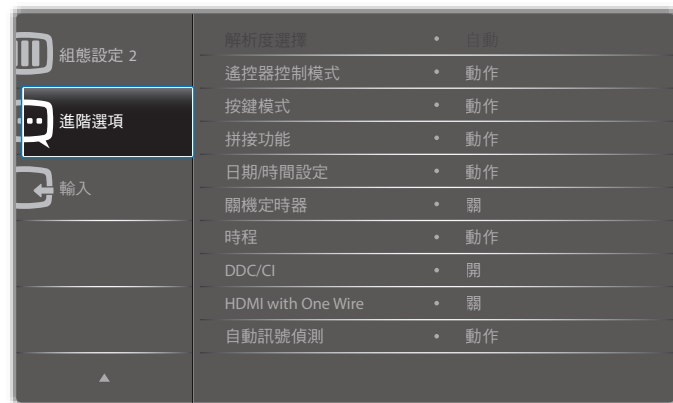 組態設定 2
進階選項
輸入
解析度選擇 • 自動
遙控器控制模式 • 動作
按鍵模式 • 動作
拼接功能 • 動作
日期/時間設定 • 動作
關機定時器 • 關
時程 • 動作
DDC/CI • 開
HDMI with One Wire • 關
自動訊號偵測 • 動作